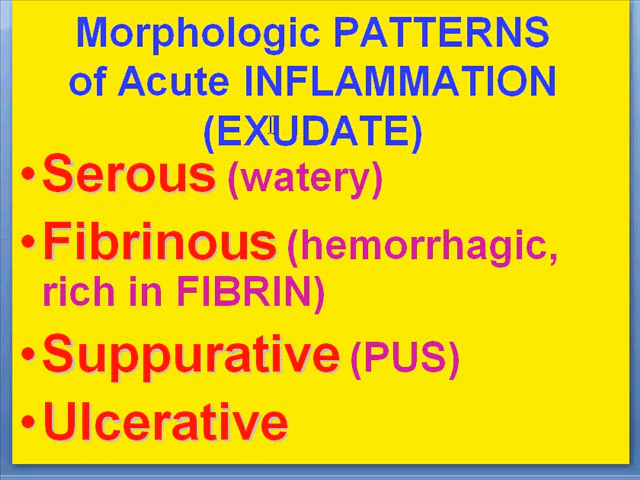 Morphologic PATTERNS
of Acute INFLAMMATION
(EXUDATE)
•Serous (watery)
•Fibrinous (hemorrhagic,
rich in FIBRIN)
•Suppurative (PUS)
•Ulcerative